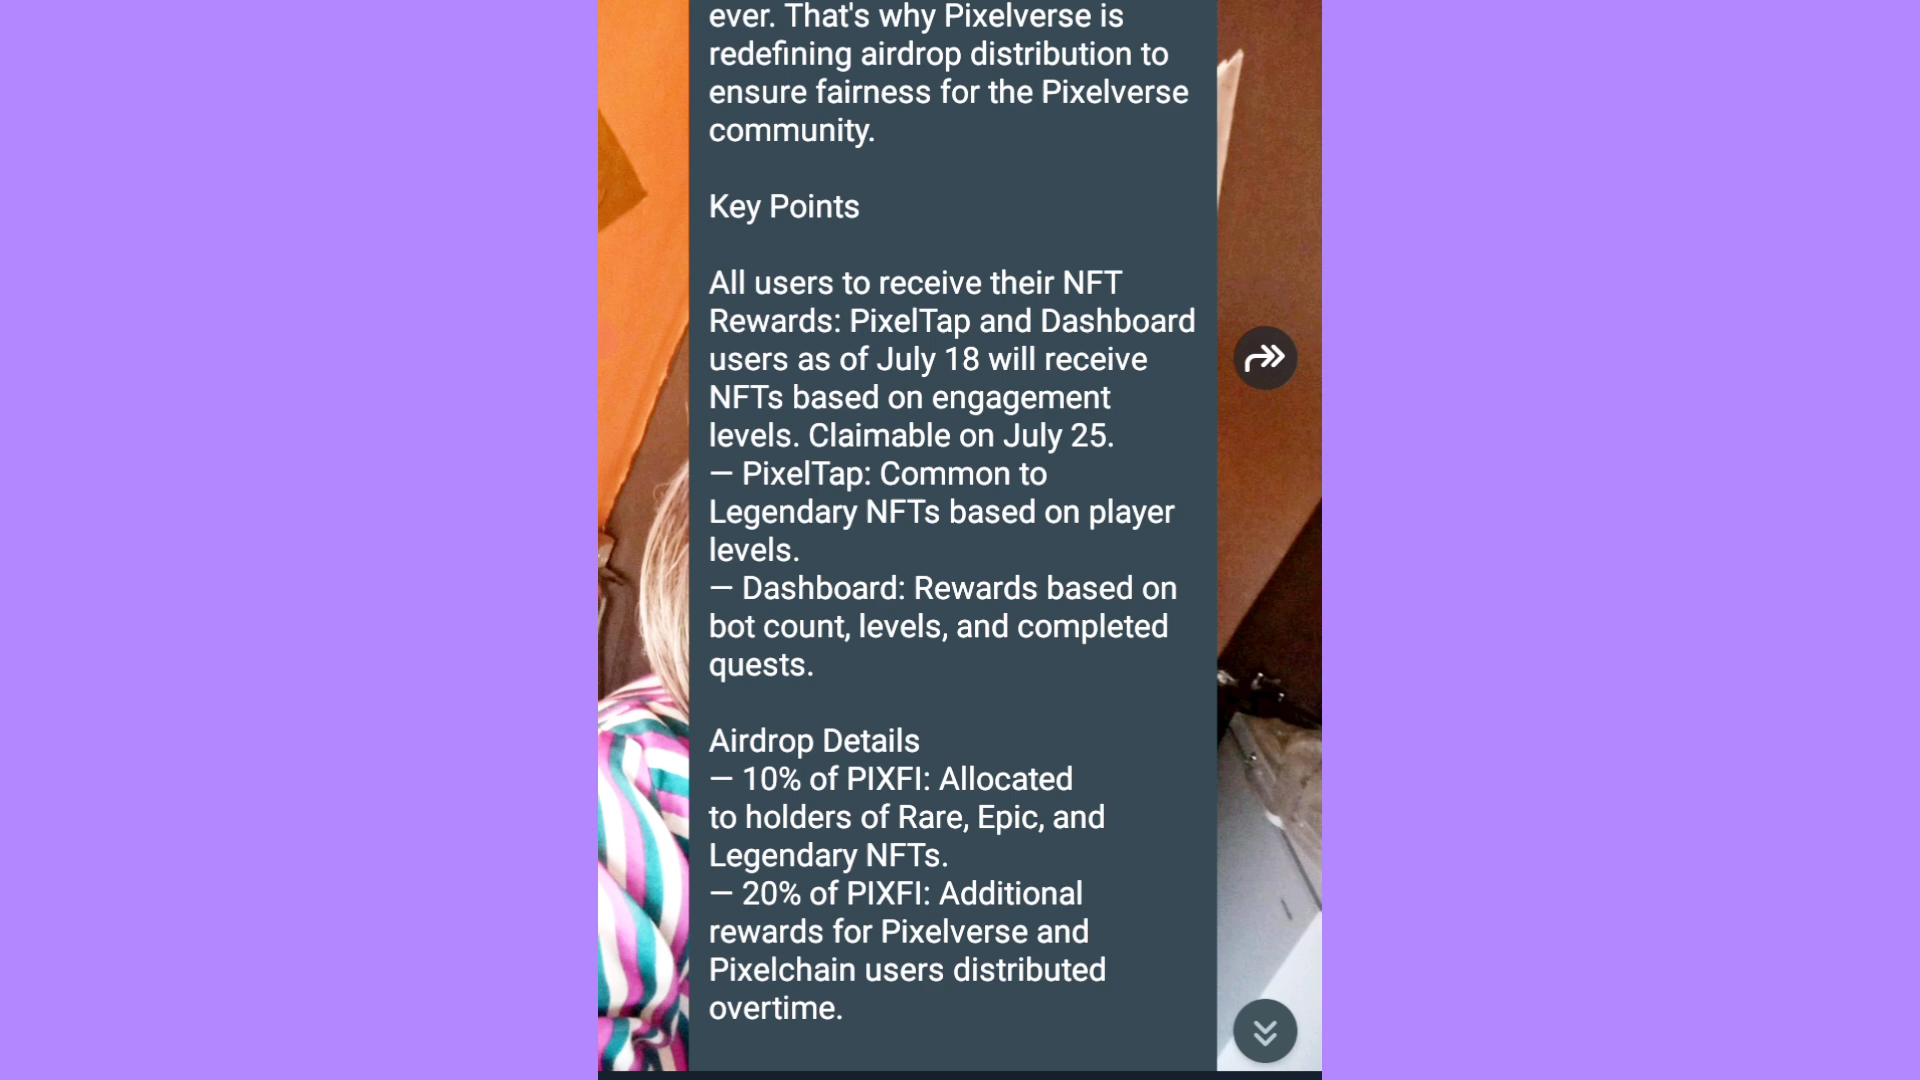 ever. That's why Pixelverse is
redefining airdrop distribution to
ensure fairness for the Pixelverse
community.
Key Points
All users to receive their NFT
Rewards: PixelTap and Dashboard
users as of July 18 will receive
NFTs based on engagement
levels. Claimable on July 25.
— PixelTap: Common to
Legendary NFTs based on player
levels.
— Dashboard: Rewards based on
bot count, levels, and completed
quests.
Airdrop Details
— 10% of PIXFI: Allocated
to holders of Rare, Epic, and
Legendary NFTs.
— 20% of PIXFI: Additional
rewards for Pixelverse and
Pixelchain users distributed
overtime.